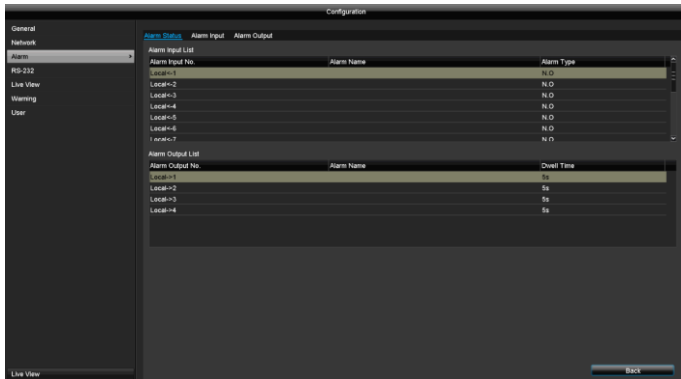 Configuration
General
Network
Alarm
RS-232
Live View
Warning
User
Alarm Status Alarm Input Alarm Output
Alarm Input List
Alarm Input No. Alarm Name Alarm Type
Local<-1 N.O
Local<-2 N.O
Local<-3 N.O
Local<-4 N.O
Local<-5 N.O
Local<-6 N.O
Local<-7 N.O
Alarm Output List
Alarm Output No. Alarm Name Dwell Time
Local->1 5s
Local->2 5s
Local->3 5s
Local->4 5s
Live View
Back